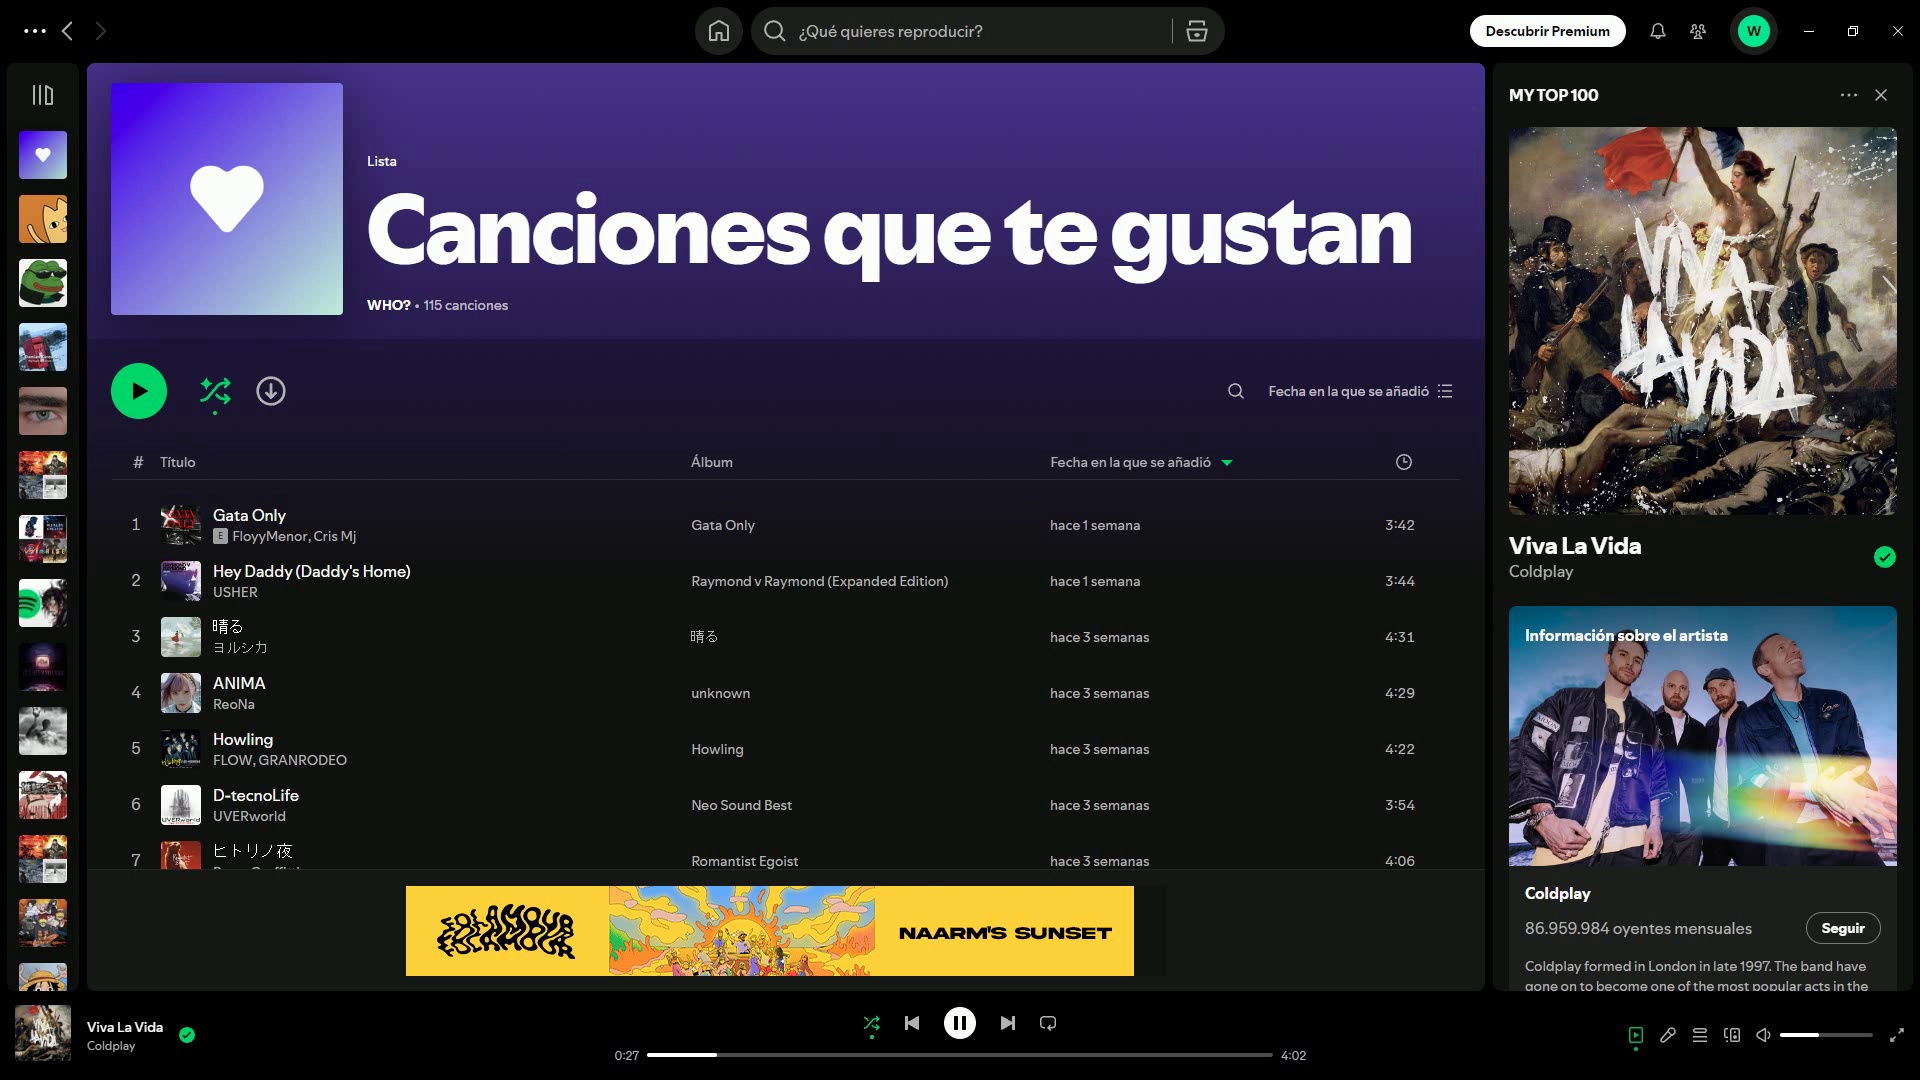 ¿Qué quieres reproducir?
Descubrir Premium
W
Lista
Canciones que te gustan
WHO? • 115 canciones
Fecha en la que se añadió
# Título Álbum Fecha en la que se añadió
1 Gata Only Gata Only hace 1 semana 3:42
E FloyyMenor, Cris Mj
2 Hey Daddy (Daddy's Home) Raymond v Raymond (Expanded Edition) hace 1 semana 3:44
USHER
3 晴る 晴る hace 3 semanas 4:31
ヨルシカ
4 ANIMA unknown hace 3 semanas 4:29
ReoNa
5 Howling Howling hace 3 semanas 4:22
FLOW, GRANRODEO
6 D-tecnoLife Neo Sound Best hace 3 semanas 3:54
UVERworld
7 ヒトリノ夜 Romantist Egoist hace 3 semanas 4:06
NAARM'S SUNSET
MY TOP 100
VIVA
LA VIDA
Viva La Vida
Coldplay
Información sobre el artista
Coldplay
86.959.984 oyentes mensuales
Seguir
Coldplay formed in London in late 1997. The band have
gone on to become one of the most popular acts in the
Viva La Vida
Coldplay
0:27
4:02